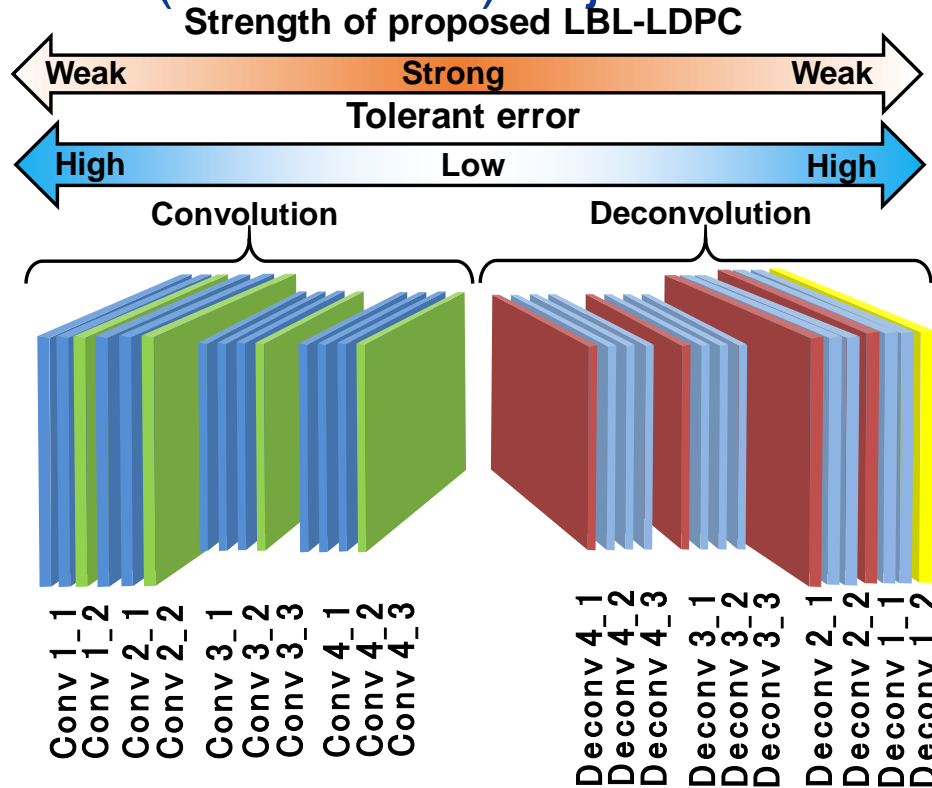 Strength of proposed LBL-LDPC
Weak Strong Weak
Tolerant error
High Low High
Convolution Deconvolution
Conv 1_1
Conv 1_2
Conv 2_1
Conv 2_2
Conv 3_1
Conv 3_2
Conv 3_3
Conv 4_1
Conv 4_2
Conv 4_3
Deconv 4_1
Deconv 4_2
Deconv 4_3
Deconv 3_1
Deconv 3_2
Deconv 3_3
Deconv 2_1
Deconv 2_2
Deconv 1_1
Deconv 1_2